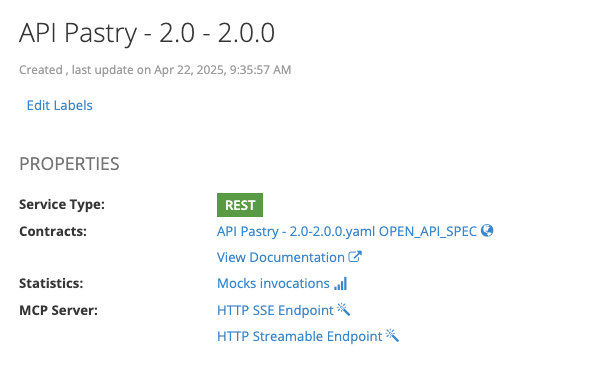 API Pastry - 2.0 - 2.0.0
Created , last update on Apr 22, 2025, 9:35:57 AM
Edit Labels
PROPERTIES
Service Type: REST
Contracts: API Pastry - 2.0-2.0.0.yaml OPEN_API_SPEC
View Documentation
Statistics: Mocks invocations
MCP Server: HTTP SSE Endpoint
HTTP Streamable Endpoint